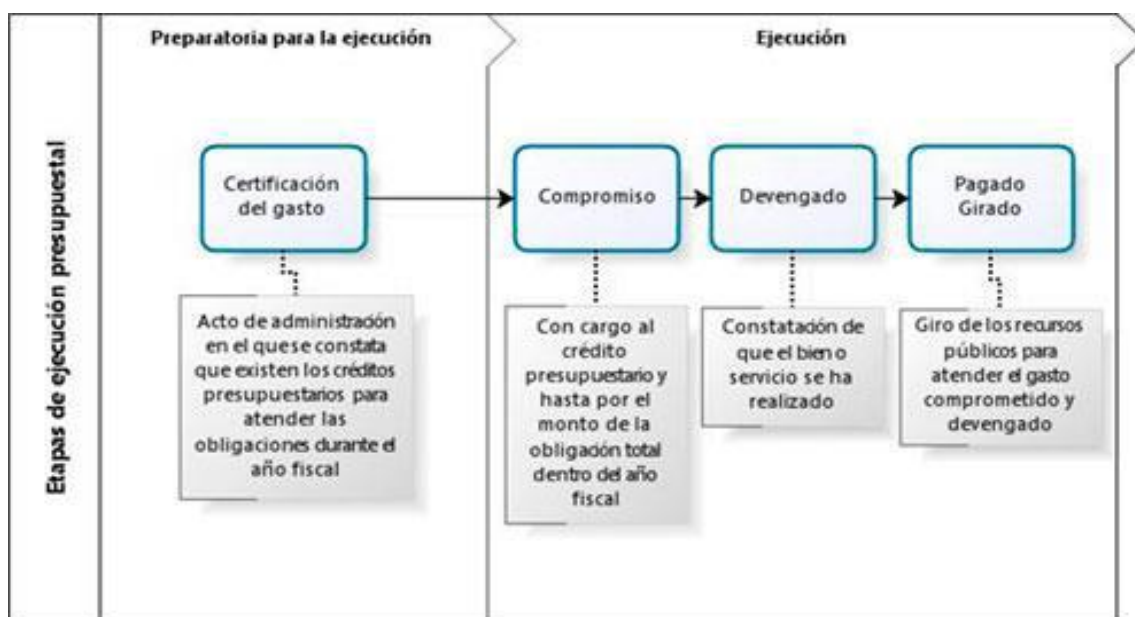 Etapas de ejecución presupuestal
Preparatoria para la ejecución
Ejecución
Certificación
del gasto
Compromiso
Devengado
Pagado
Girado
Acto de administración
en el que se constata
que existen los créditos
presupuestarios para
atender las
obligaciones durante el
año fiscal
Con cargo al
crédito
presupuestario y
hasta por el
monto de la
obligación total
dentro del año
fiscal
Constatación de
que el bien o
servicio se ha
realizado
Giro de los recursos
públicos para
atender el gasto
comprometido y
devengado